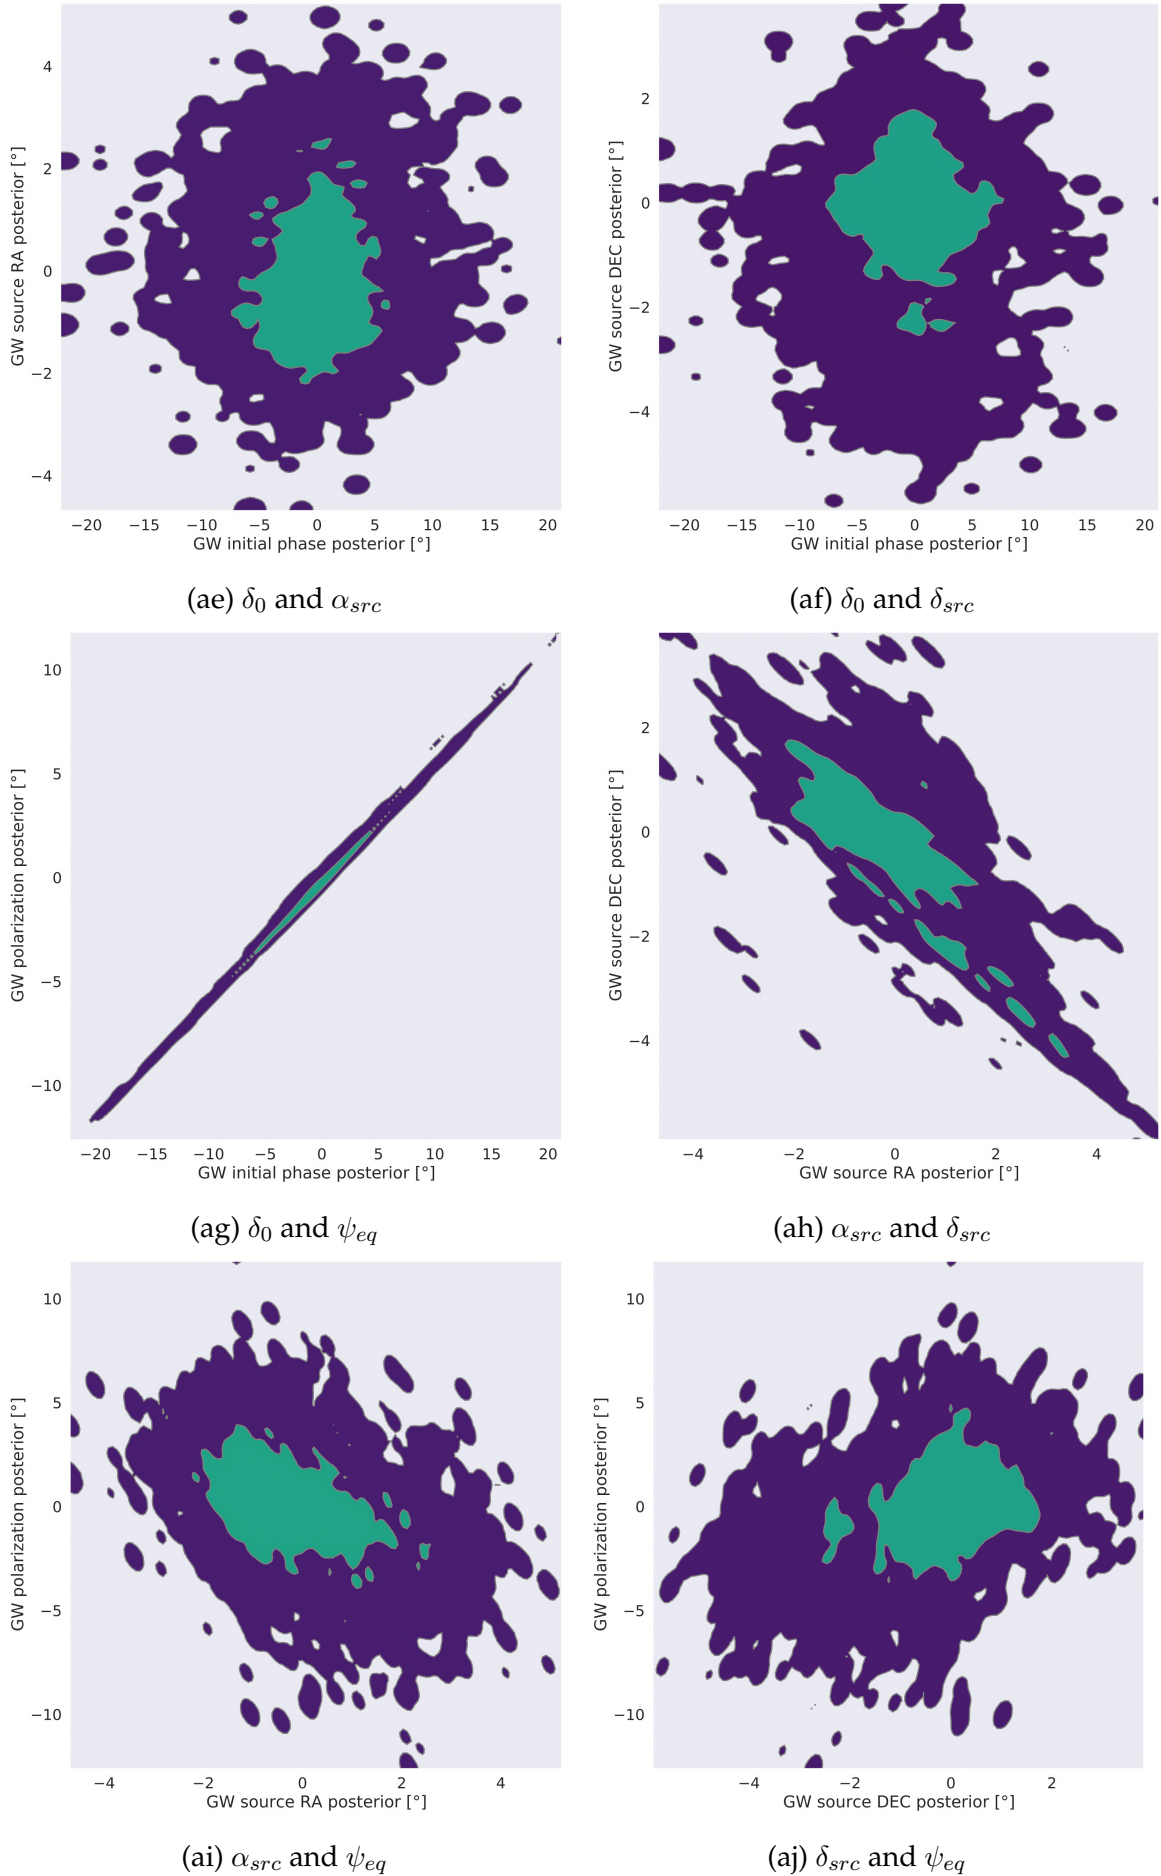 4
2
0
−2
−4
GW source RA posterior [°]
−20 −15 −10 −5 0 5 10 15 20
GW initial phase posterior [°]
(ae) δ0 and αsrc
2
0
−2
−4
GW source DEC posterior [°]
−20 −15 −10 −5 0 5 10 15 20
GW initial phase posterior [°]
(af) δ0 and δsrc
10
5
0
−5
−10
GW polarization posterior [°]
−20 −15 −10 −5 0 5 10 15 20
GW initial phase posterior [°]
(ag) δ0 and ψeq
2
0
−2
−4
GW source DEC posterior [°]
−4 −2 0 2 4
GW source RA posterior [°]
(ah) αsrc and δsrc
10
5
0
−5
−10
GW polarization posterior [°]
−4 −2 0 2 4
GW source RA posterior [°]
(ai) αsrc and ψeq
10
5
0
−5
−10
GW polarization posterior [°]
−4 −2 0 2
GW source DEC posterior [°]
(aj) δsrc and ψeq